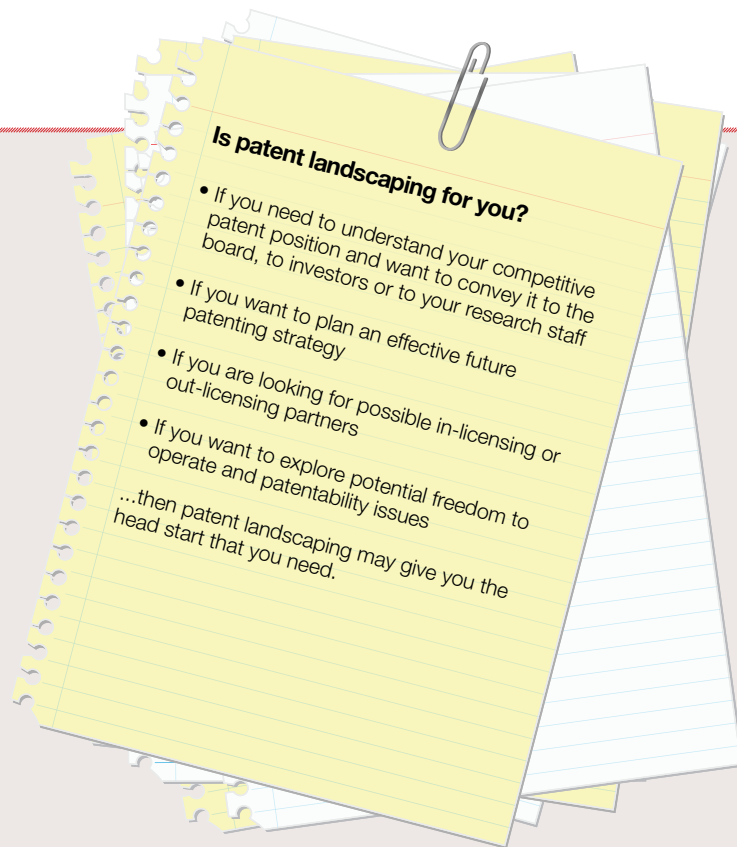 Is patent landscaping for you?
• If you need to understand your competitive
patent position and want to convey it to the
board, to investors or to your research staff
• If you want to plan an effective future
patenting strategy
• If you are looking for possible in-licensing or
out-licensing partners
• If you want to explore potential freedom to
operate and patentability issues
...then patent landscaping may give you the
head start that you need.